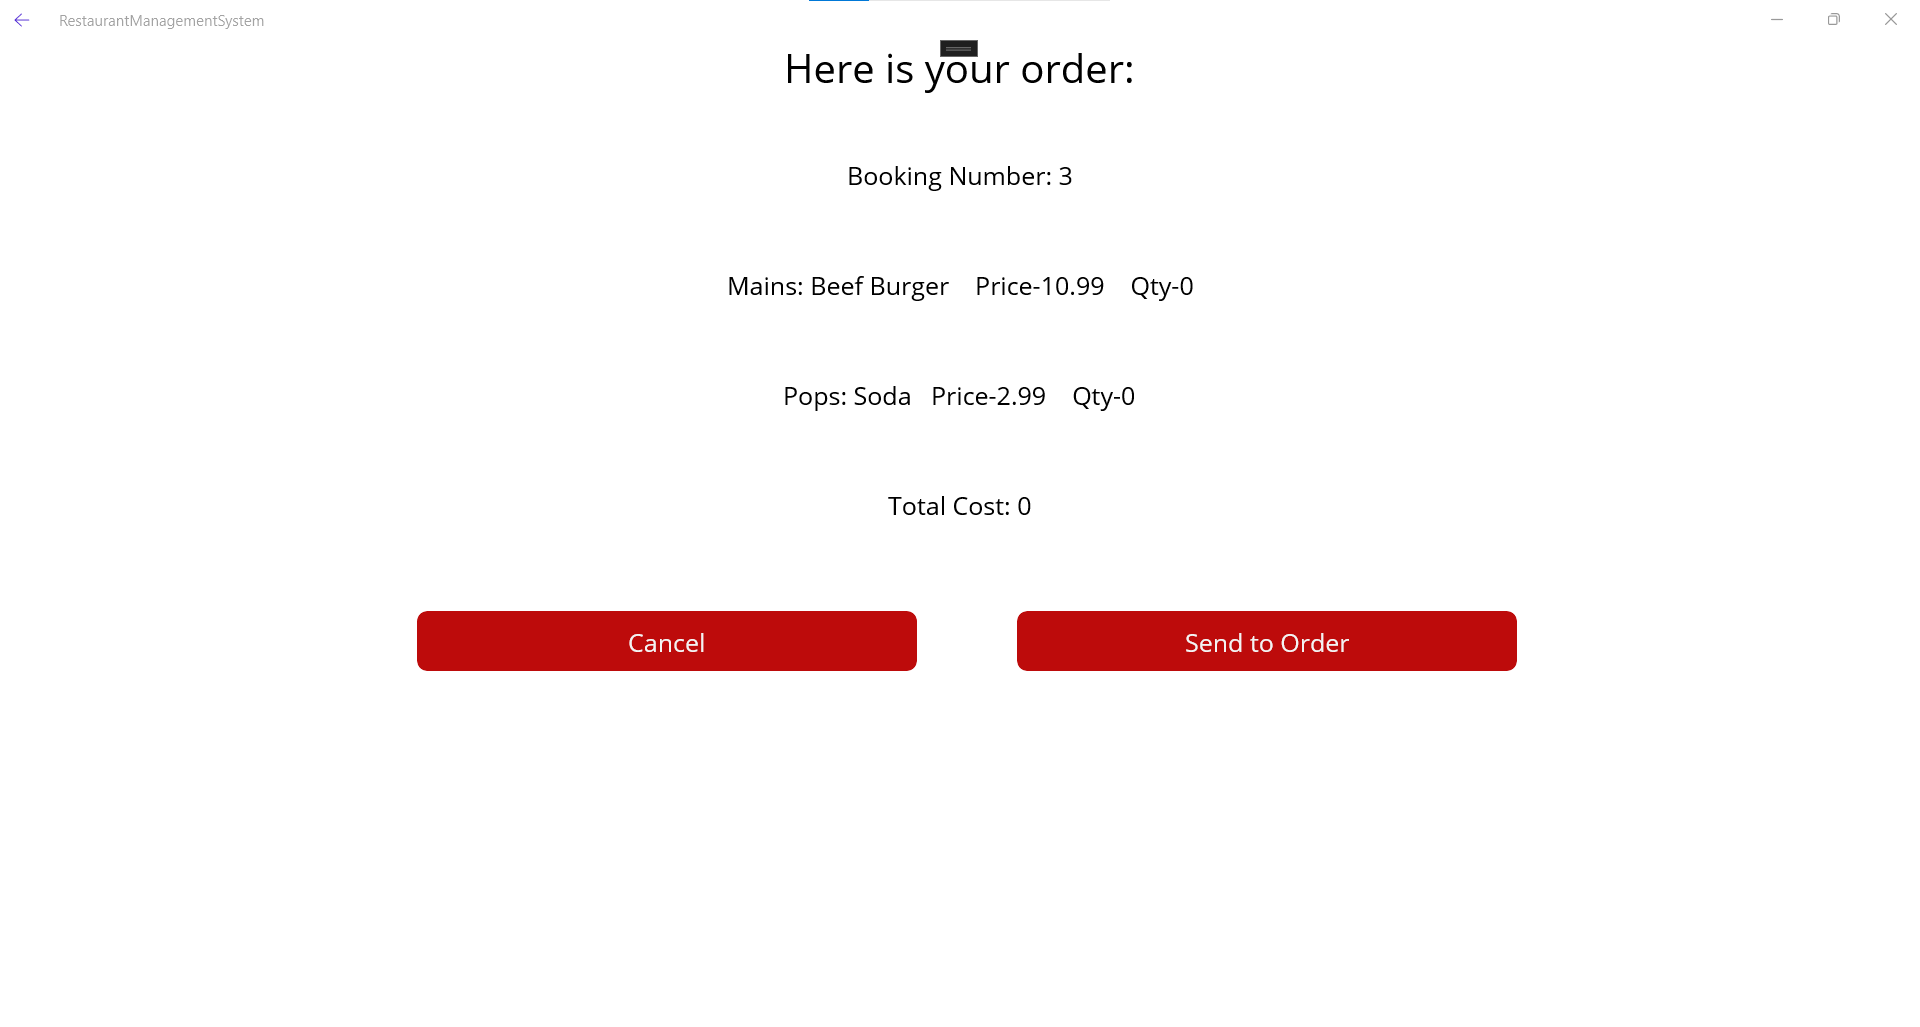 RestaurantManagementSystem
Here is your order:
Booking Number: 3
Mains: Beef Burger Price-10.99 Qty-0
Pops: Soda Price-2.99 Qty-0
Total Cost: 0
Cancel Send to Order